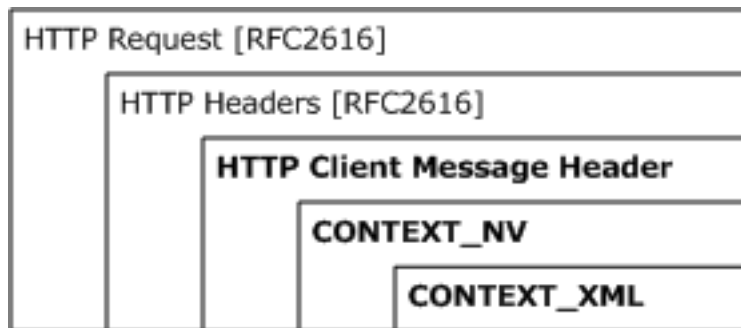 HTTP Request [RFC2616]
HTTP Headers [RFC2616]
HTTP Client Message Header
CONTEXT_NV
CONTEXT_XML